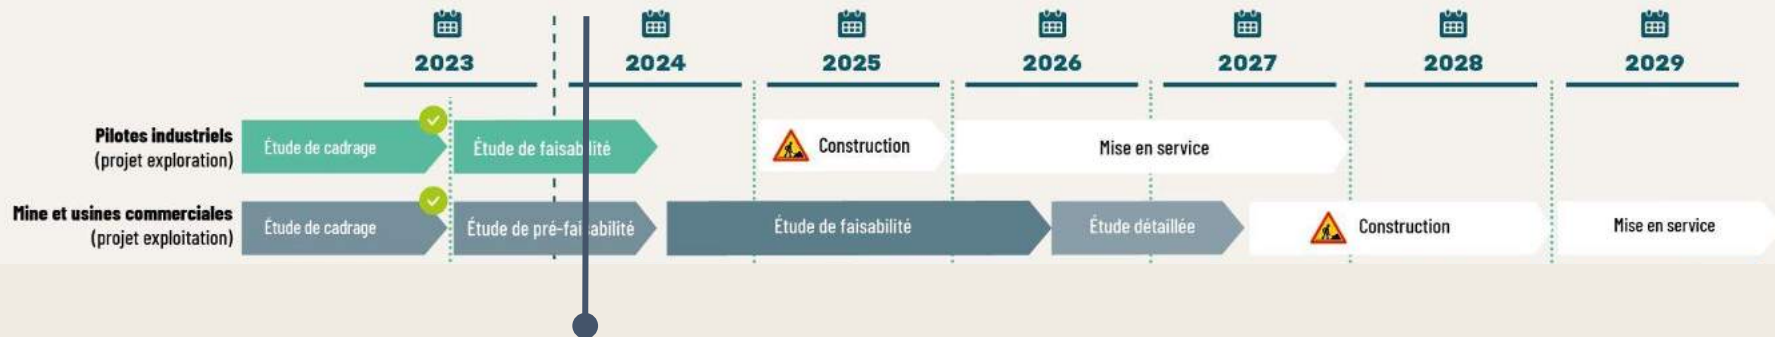 2023
2024
2025
2026
2027
2028
2029
Pilotes industriels
(projet exploration)
Étude de cadrage
Étude de faisabilité
Construction
Mise en service
Mine et usines commerciales
(projet exploitation)
Étude de cadrage
Étude de pré-faisabilité
Étude de faisabilité
Étude détaillée
Construction
Mise en service